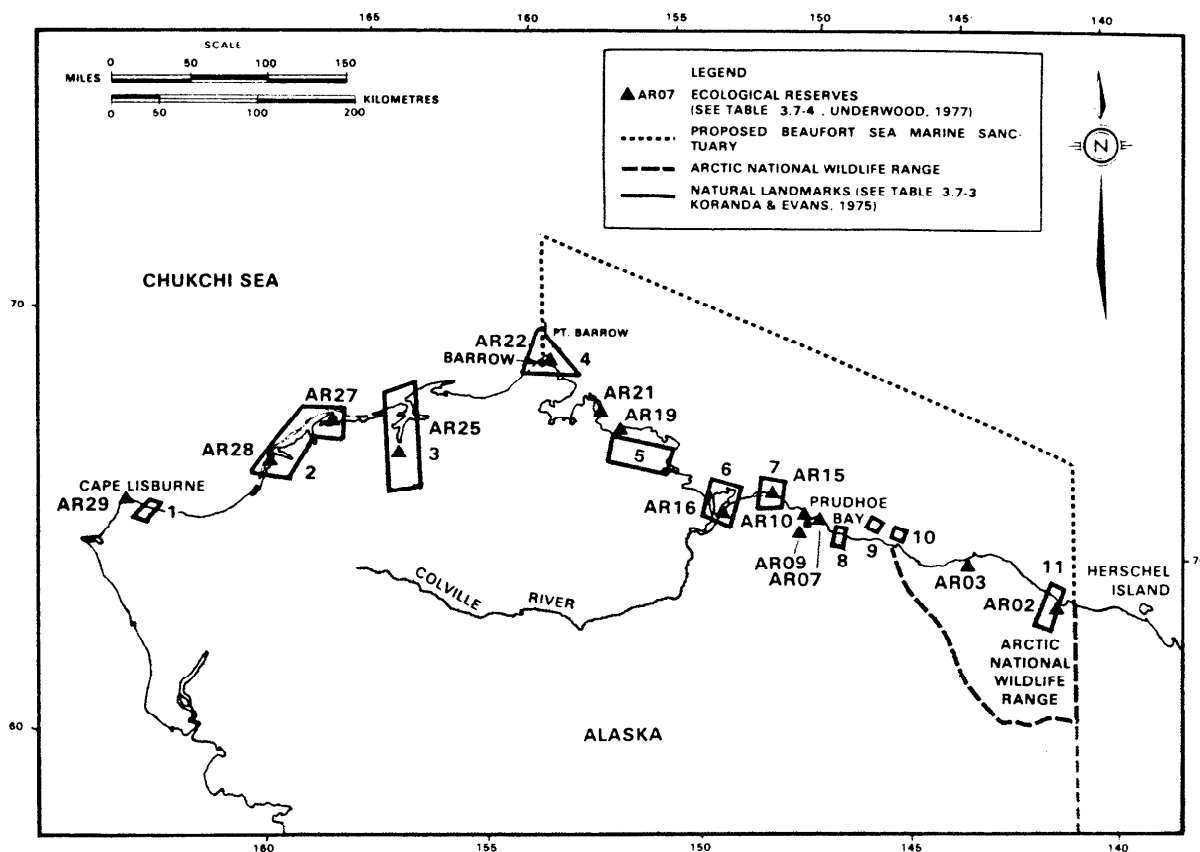 165 160 155 150 145 140
SCALE
0 50 100 150
MILES
KILOMETRES
0 50 100 200
LEGEND
AR07 ECOLOGICAL RESERVES
(SEE TABLE 3.7-4 , UNDERWOOD, 1977)
PROPOSED BEAUFORT SEA MARINE SANC-
TUARY
ARCTIC NATIONAL WILDLIFE RANGE
NATURAL LANDMARKS (SEE TABLE 3.7-3
KORANDA & EVANS, 1975)
N
CHUKCHI SEA
70
AR22 PT. BARROW
BARROW 4
AR27
AR21
AR19
AR25
AR28
2
3
5
CAPE LISBURNE
AR29 1
6 7
AR15
AR16 AR10 PRUDHOE
BAY
AR09
AR07
8 9 10
AR03
11
AR02
HERSCHEL
ISLAND
COLVILLE RIVER
ARCTIC
NATIONAL
WILDLIFE
RANGE
60
ALASKA
160 155 150 145 140